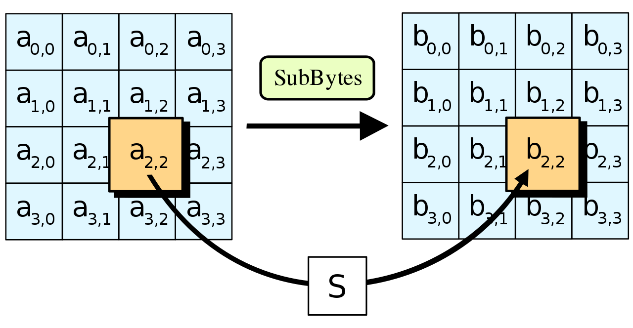 a0,0 a0,1 a0,2 a0,3
a1,0 a1,1 a1,2 a1,3
a2,0 a2,1 a2,2 a2,3
a3,0 a3,1 a3,2 a3,3
SubBytes
b0,0 b0,1 b0,2 b0,3
b1,0 b1,1 b1,2 b1,3
b2,0 b2,1 b2,2 b2,3
b3,0 b3,1 b3,2 b3,3
S